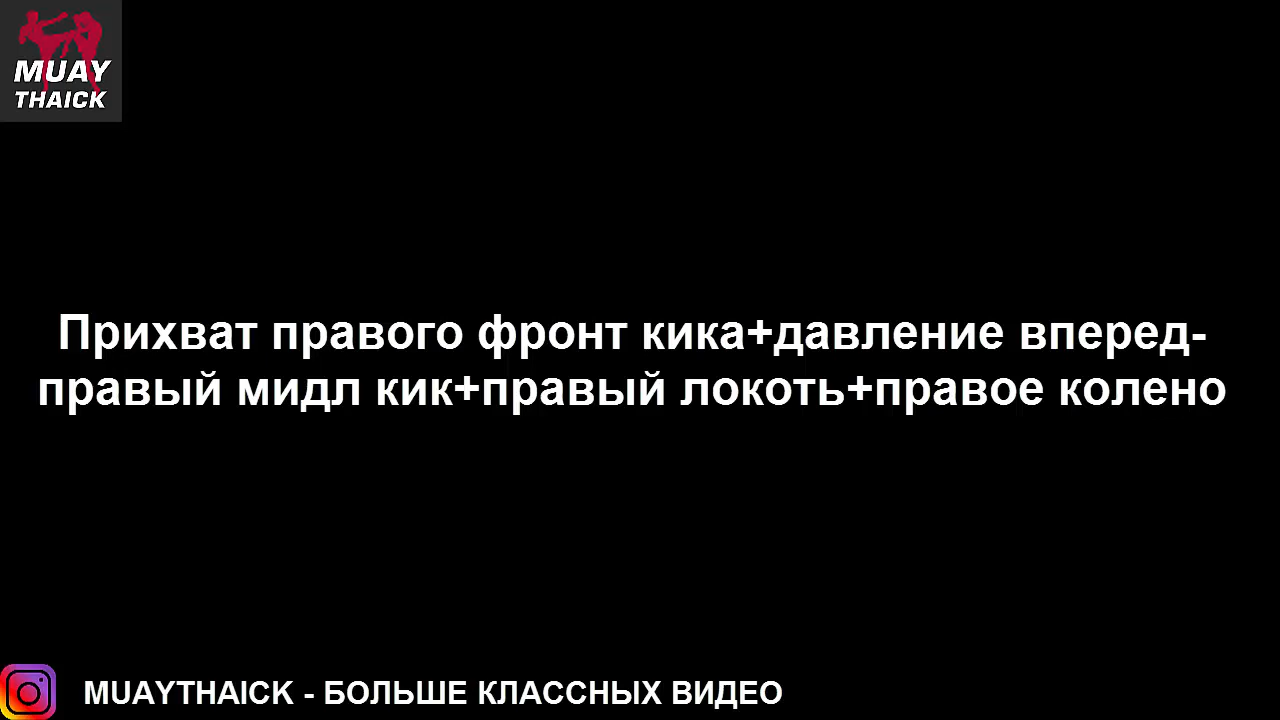 MUAY
THAICK
Прихват правого фронт кика+давление вперед-
правый мидл кик+правый локоть+правое колено
MUAYTHAICK - БОЛЬШЕ КЛАССНЫХ ВИДЕО